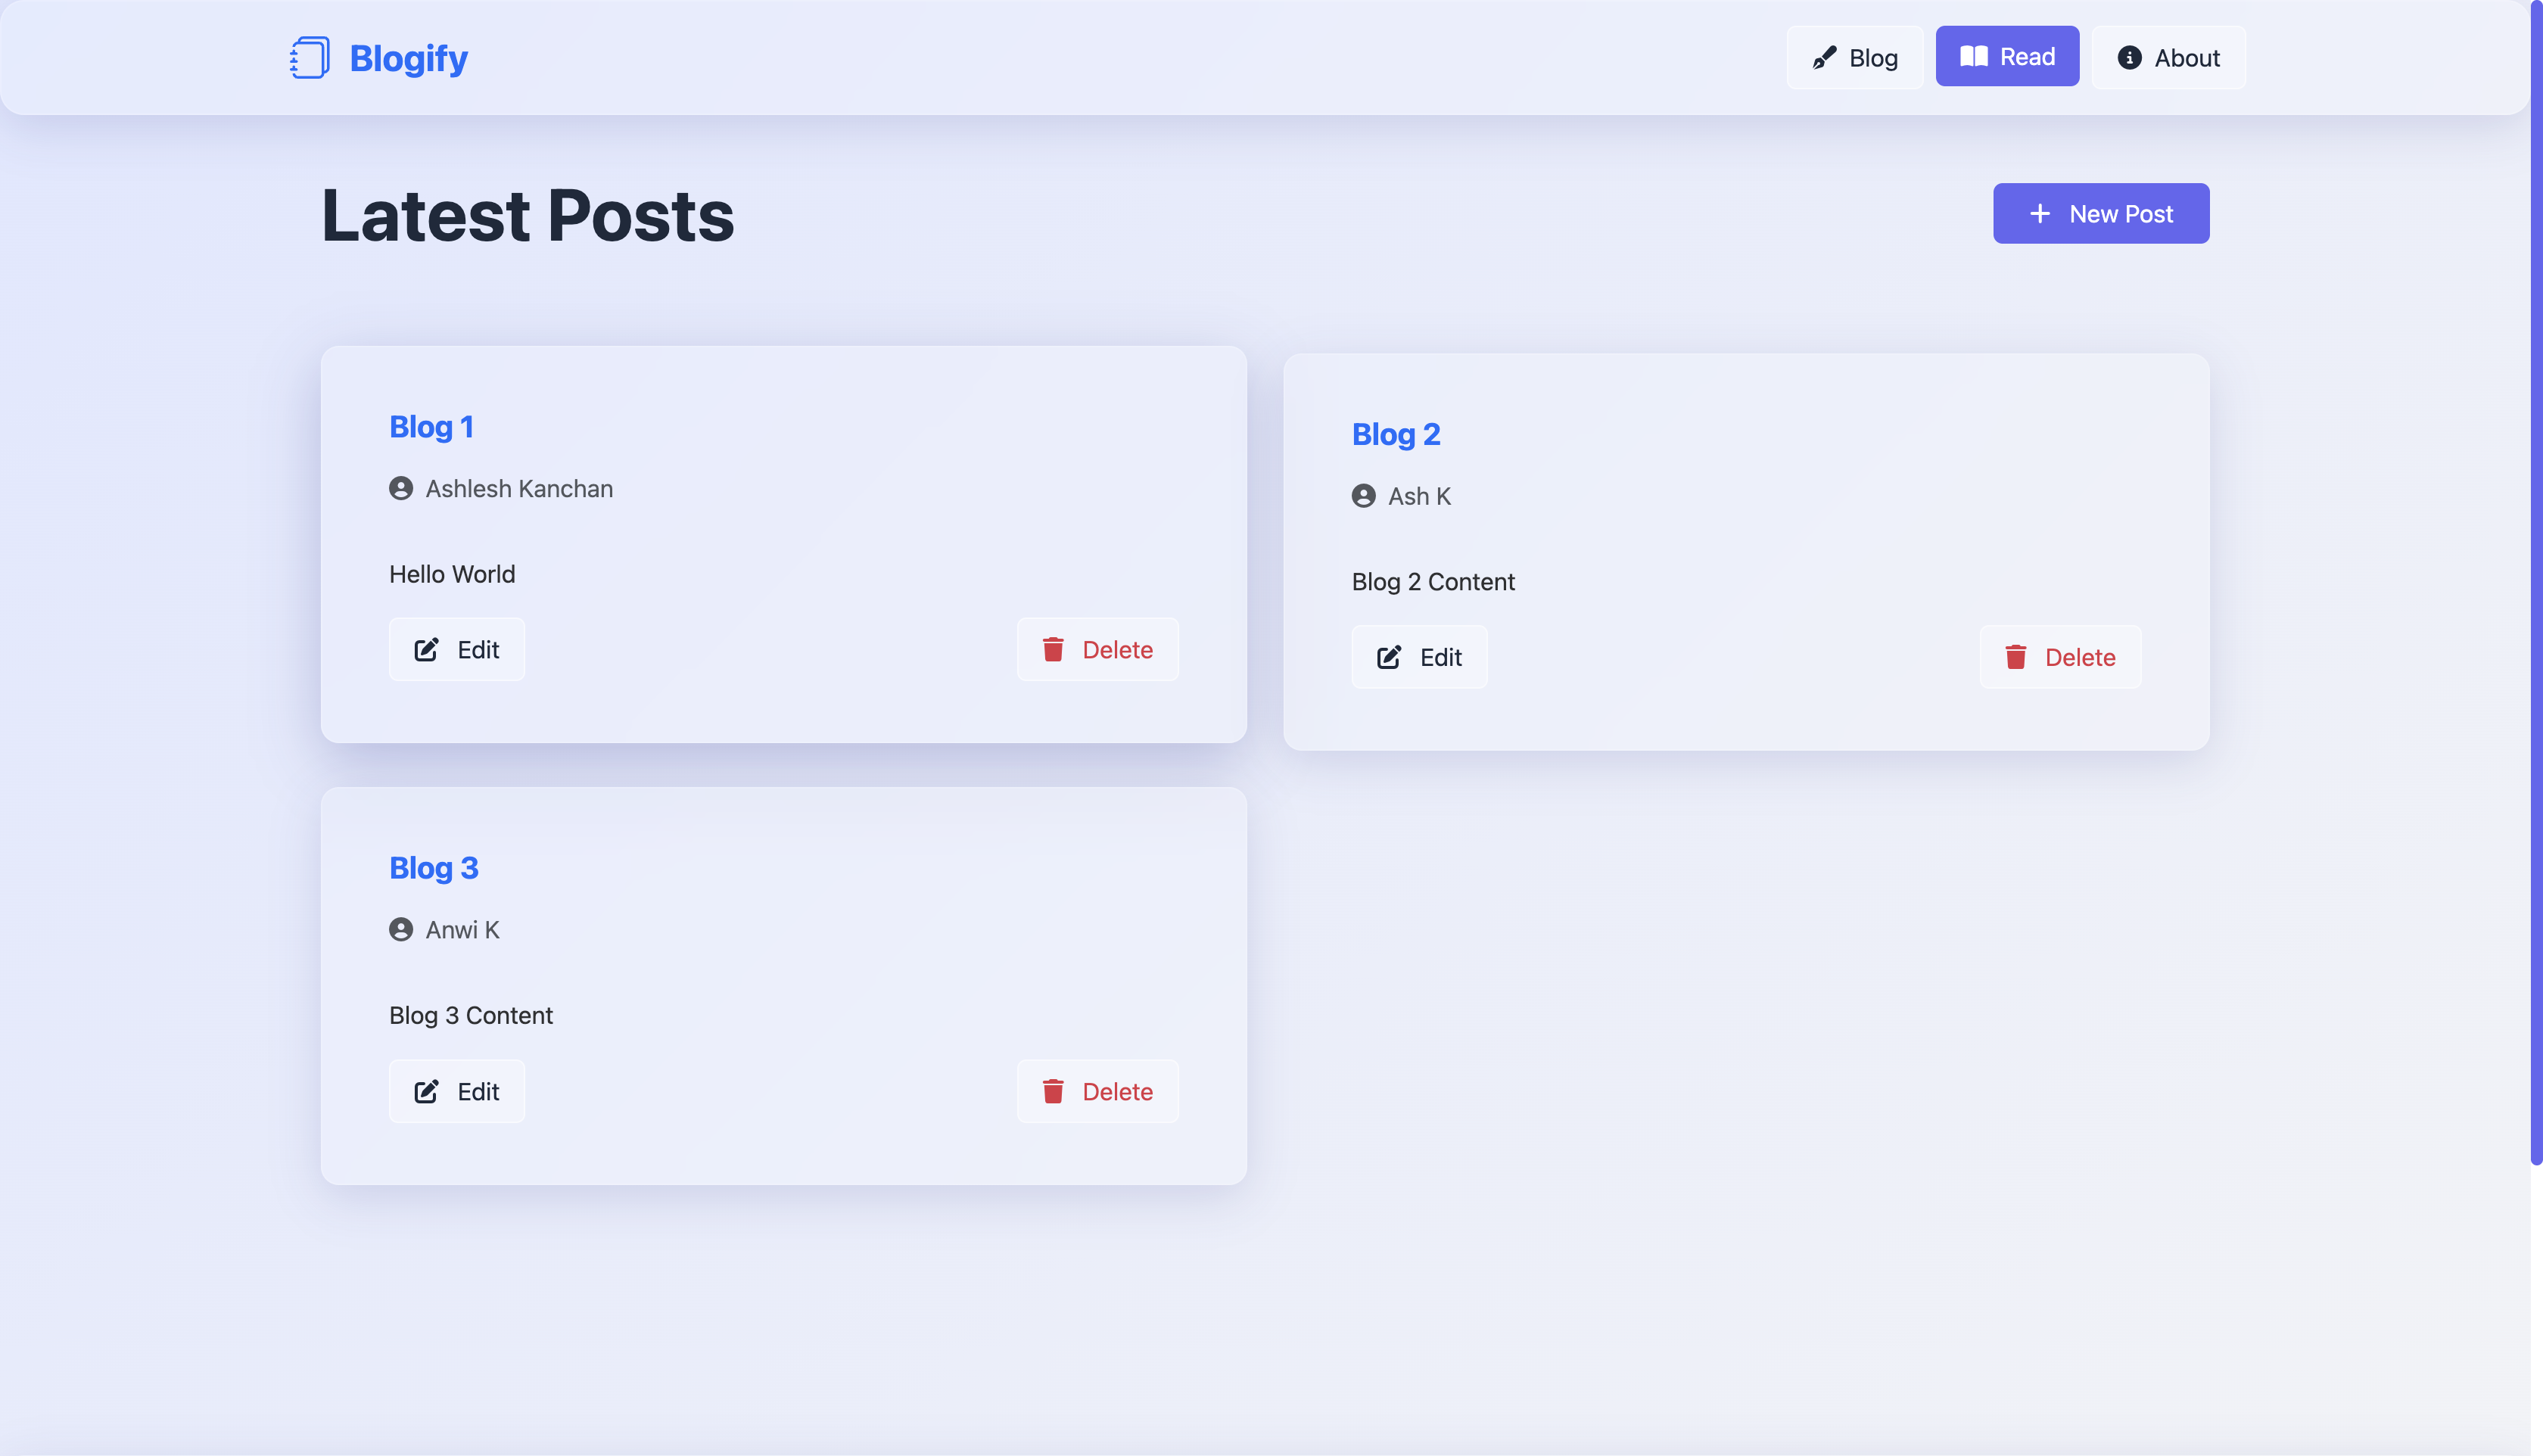 Blogify
Blog
Read
About
Latest Posts
New Post
Blog 1
Ashlesh Kanchan
Hello World
Edit
Delete
Blog 2
Ash K
Blog 2 Content
Edit
Delete
Blog 3
Anwi K
Blog 3 Content
Edit
Delete